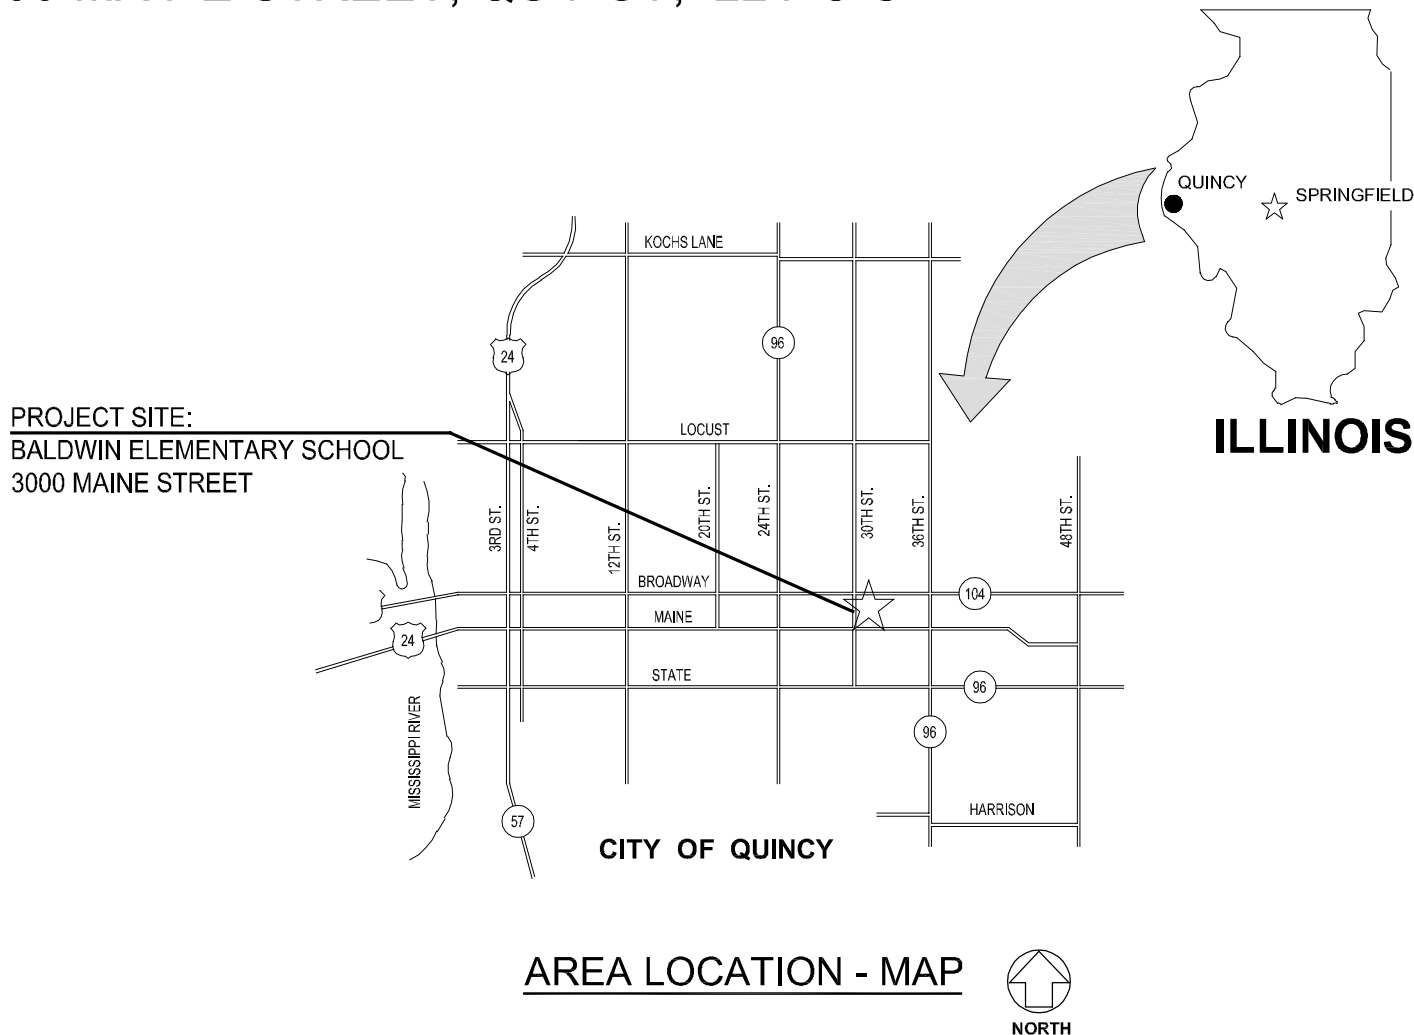 QUINCY
SPRINGFIELD
ILLINOIS
KOCHS LANE
24
96
PROJECT SITE:
BALDWIN ELEMENTARY SCHOOL
3000 MAINE STREET
LOCUST
3RD ST.
4TH ST.
12TH ST.
20TH ST.
24TH ST.
30TH ST.
36TH ST.
48TH ST.
BROADWAY
104
MAINE
24
STATE
96
96
MISSISSIPPI RIVER
57
HARRISON
CITY OF QUINCY
AREA LOCATION - MAP
NORTH